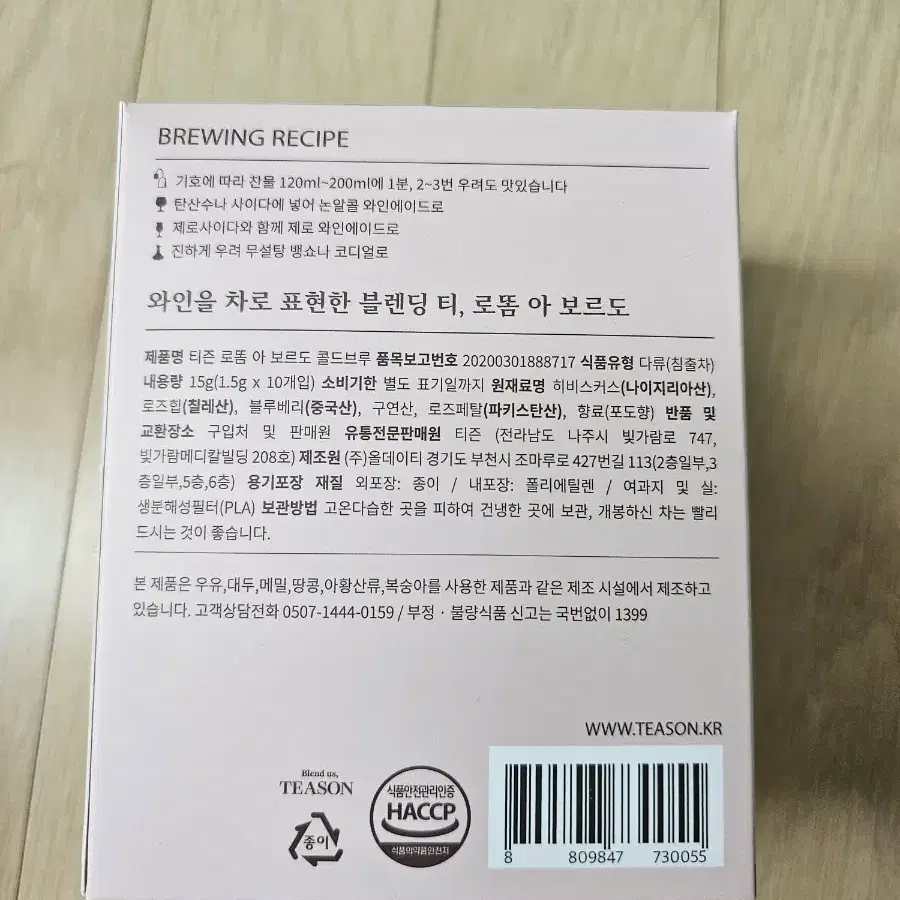 BREWING RECIPE
기호에 따라 찬물 120ml~200ml에 1분, 2~3번 우려도 맛있습니다
탄산수나 사이다에 넣어 논알콜 와인에이드로
제로사이다와 함께 제로 와인에이드로
진하게 우려 무설탕 뱅쇼나 코디얼로
와인을 차로 표현한 블렌딩 티, 로똠 아 보르도
제품명 티즌 로똠 아 보르도 콜드브루 품목보고번호 20200301888717 식품유형 다류(침출차)
내용량 15g(1.5g x 10개입) 소비기한 별도 표기일까지 원재료명 히비스커스(나이지리아산),
로즈힙(칠레산), 블루베리(중국산), 구연산, 로즈페탈(파키스탄산), 향료(포도향) 반품 및
교환장소 구입처 및 판매원 유통전문판매원 티즌 (전라남도 나주시 빛가람로 747,
빛가람메디칼빌딩 208호) 제조원 (주)올데이티 경기도 부천시 조마루로 427번길 113(2층일부,3
층일부,5층,6층) 용기포장 재질 외포장: 종이 / 내포장: 폴리에틸렌 / 여과지 및 실:
생분해성필터(PLA) 보관방법 고온다습한 곳을 피하여 건냉한 곳에 보관, 개봉하신 차는 빨리
드시는 것이 좋습니다.
본 제품은 우유,대두,메밀,땅콩,아황산류,복숭아를 사용한 제품과 같은 제조 시설에서 제조하고
있습니다. 고객상담전화 0507-1444-0159 / 부정 · 불량식품 신고는 국번없이 1399
WWW.TEASON.KR
Blend us,
TEASON
종이
식품안전관리인증
HACCP
식품의약품안전처
8 809847 730055